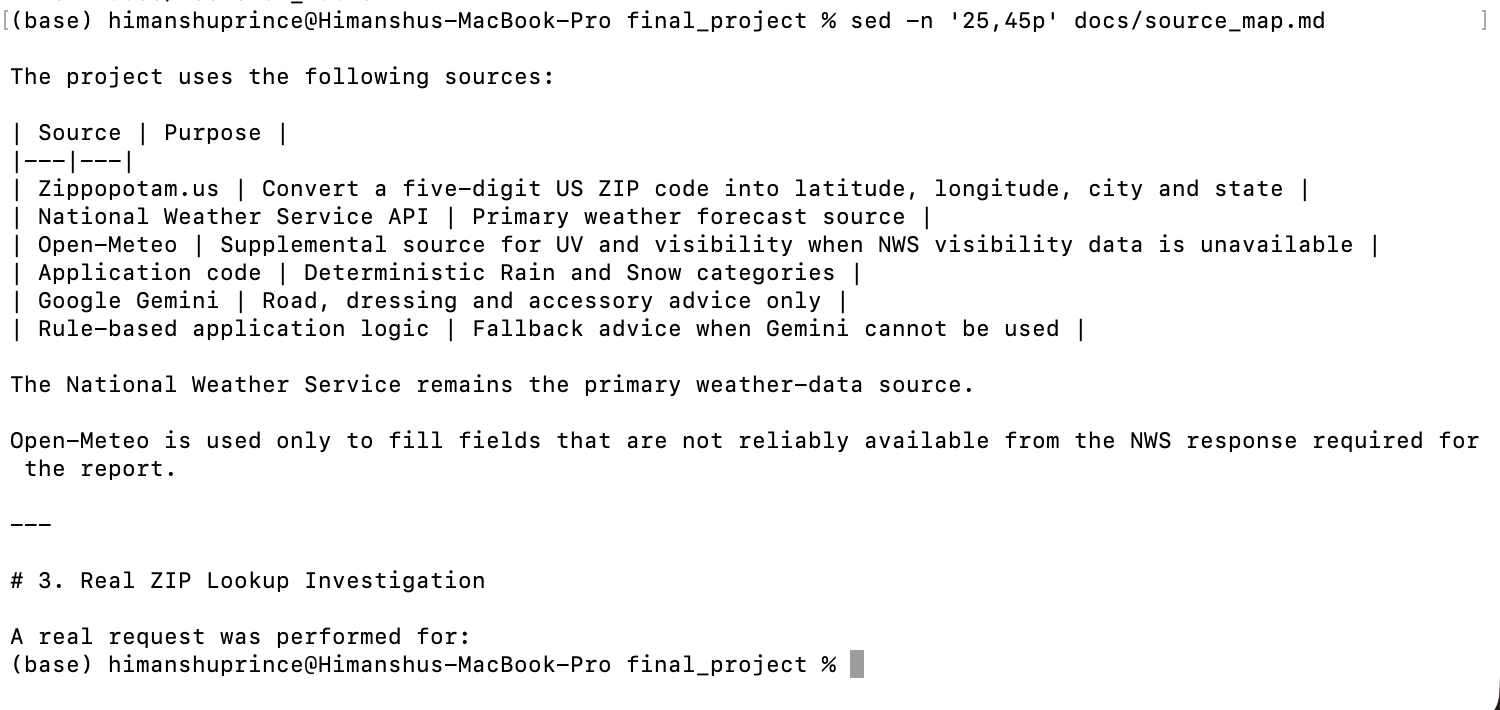 [(base) himanshuprince@Himanshus-MacBook-Pro final_project % sed -n '25,45p' docs/source_map.md ]
The project uses the following sources:
| Source | Purpose |
|---|---|
| Zippopotam.us | Convert a five-digit US ZIP code into latitude, longitude, city and state |
| National Weather Service API | Primary weather forecast source |
| Open-Meteo | Supplemental source for UV and visibility when NWS visibility data is unavailable |
| Application code | Deterministic Rain and Snow categories |
| Google Gemini | Road, dressing and accessory advice only |
| Rule-based application logic | Fallback advice when Gemini cannot be used |
The National Weather Service remains the primary weather-data source.
Open-Meteo is used only to fill fields that are not reliably available from the NWS response required for
the report.
---
# 3. Real ZIP Lookup Investigation
A real request was performed for:
(base) himanshuprince@Himanshus-MacBook-Pro final_project %